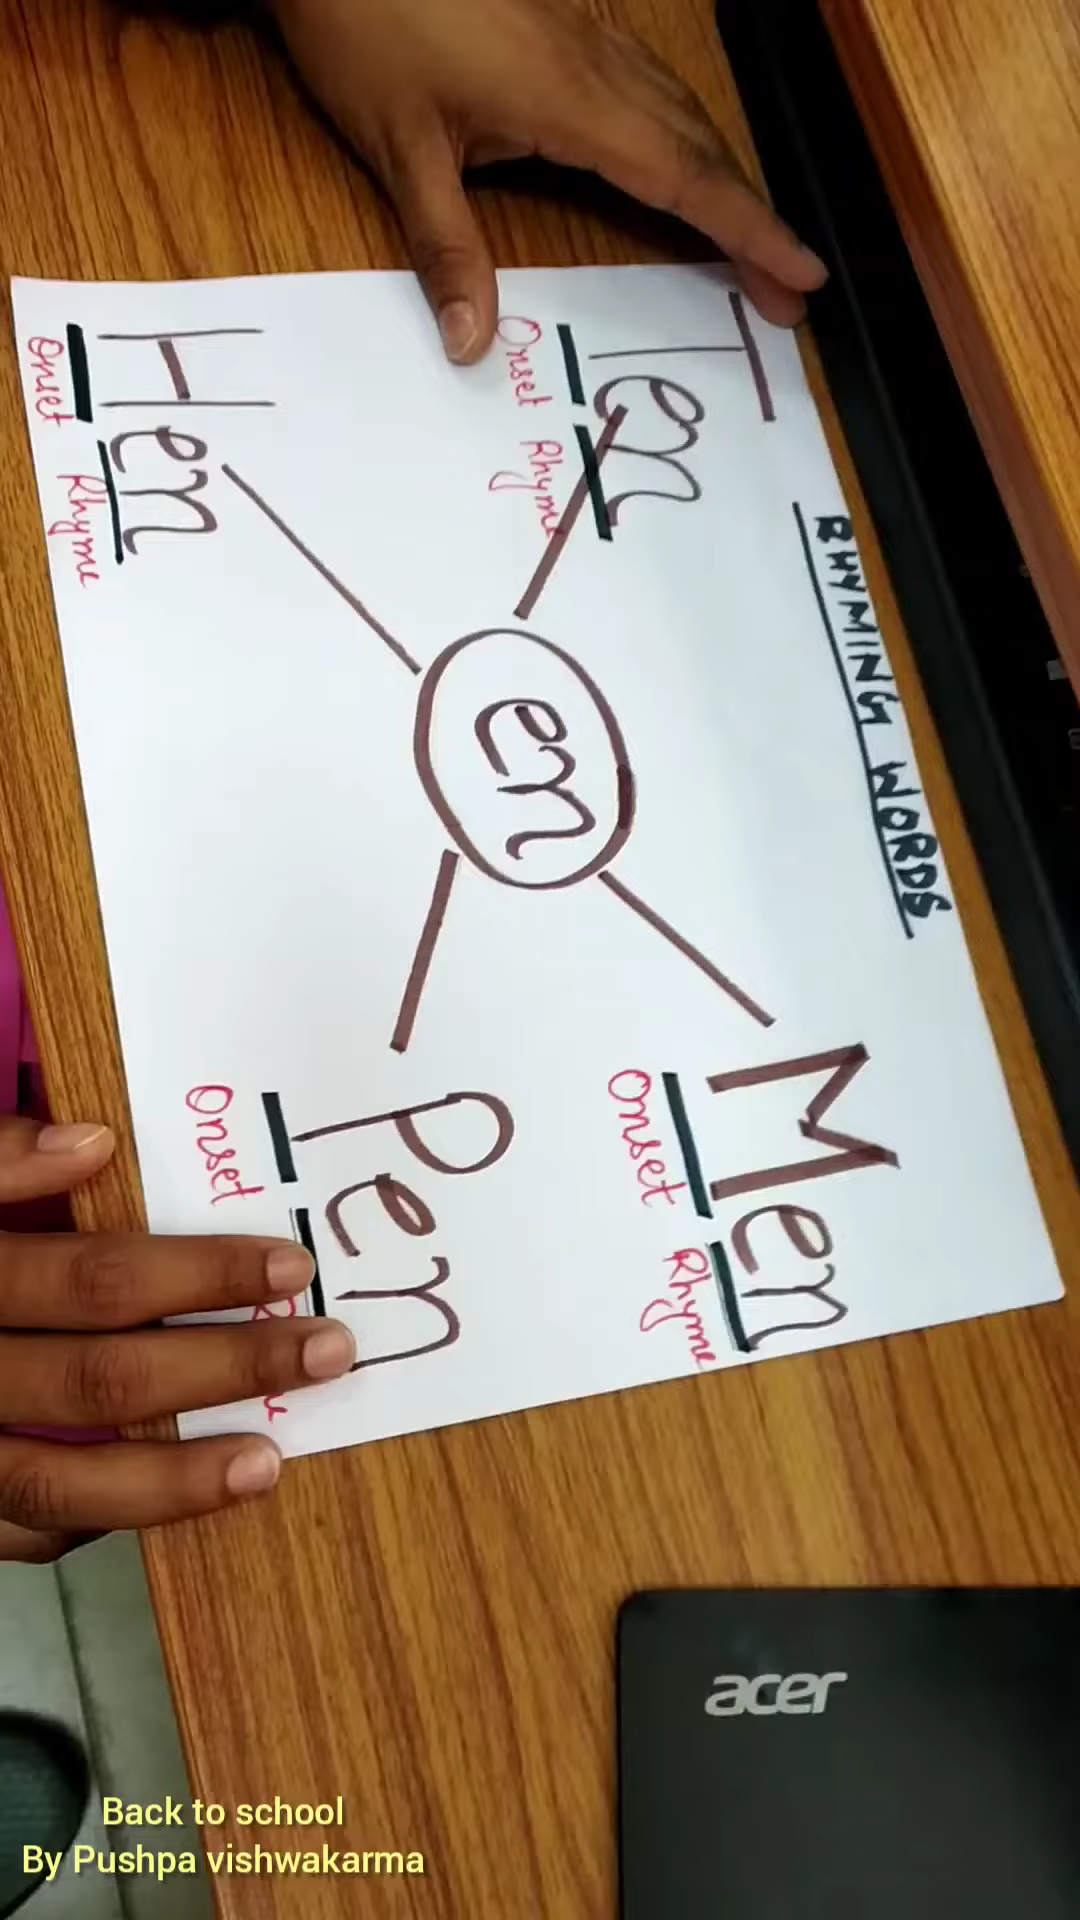 RHYMING WORDS
Ten
Onset Rhyme
Men
Onset Rhyme
en
Hen
Onset Rhyme
Pen
Onset
acer
Back to school
By Pushpa vishwakarma